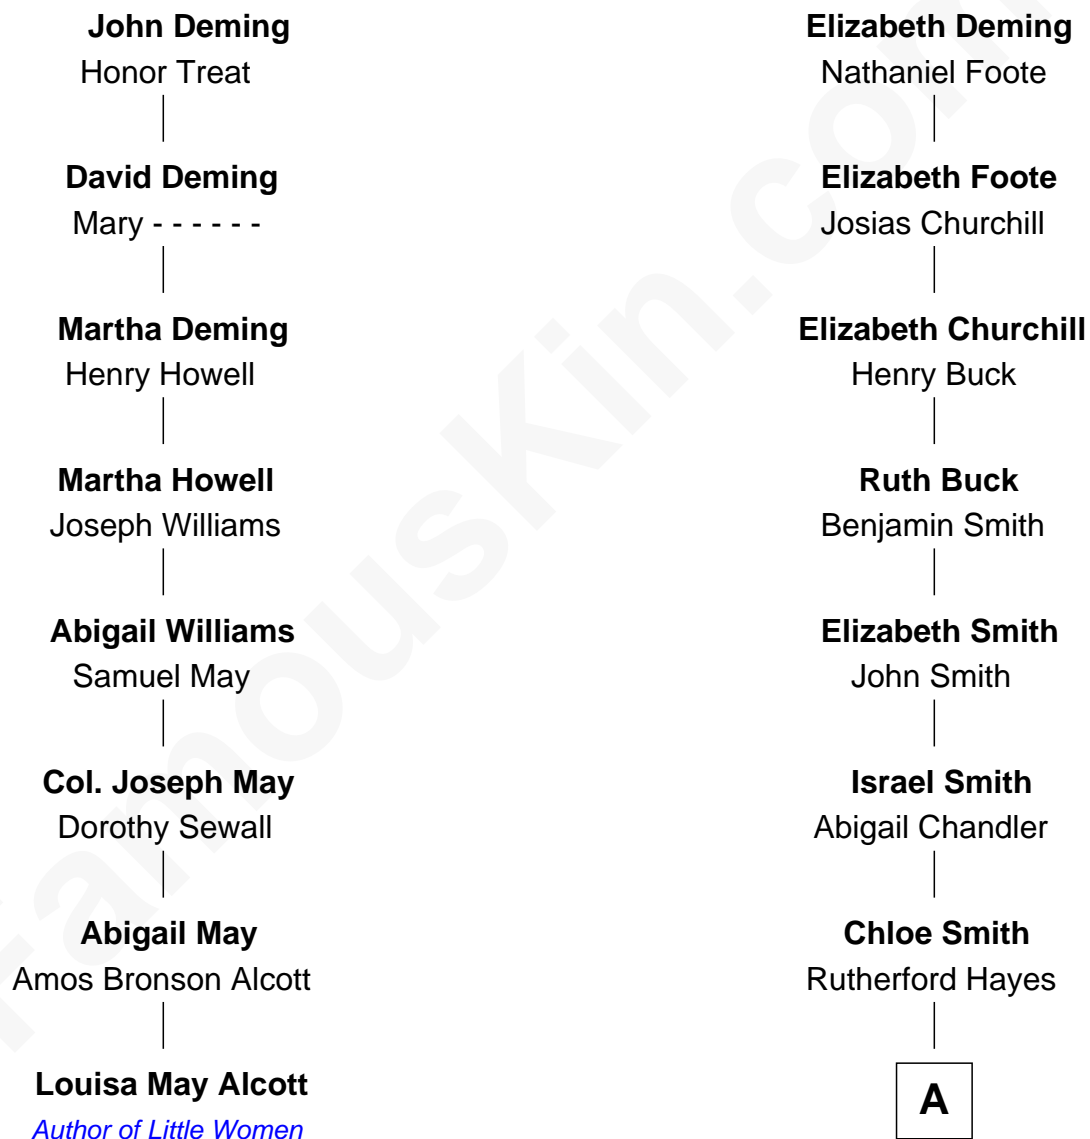 John Deming
Honor Treat
David Deming
Mary - - - - - -
Martha Deming
Henry Howell
Martha Howell
Joseph Williams
Abigail Williams
Samuel May
Col. Joseph May
Dorothy Sewall
Abigail May
Amos Bronson Alcott
Louisa May Alcott
Author of Little Women
Elizabeth Deming
Nathaniel Foote
Elizabeth Foote
Josias Churchill
Elizabeth Churchill
Henry Buck
Ruth Buck
Benjamin Smith
Elizabeth Smith
John Smith
Israel Smith
Abigail Chandler
Chloe Smith
Rutherford Hayes
A
FamousKin.com